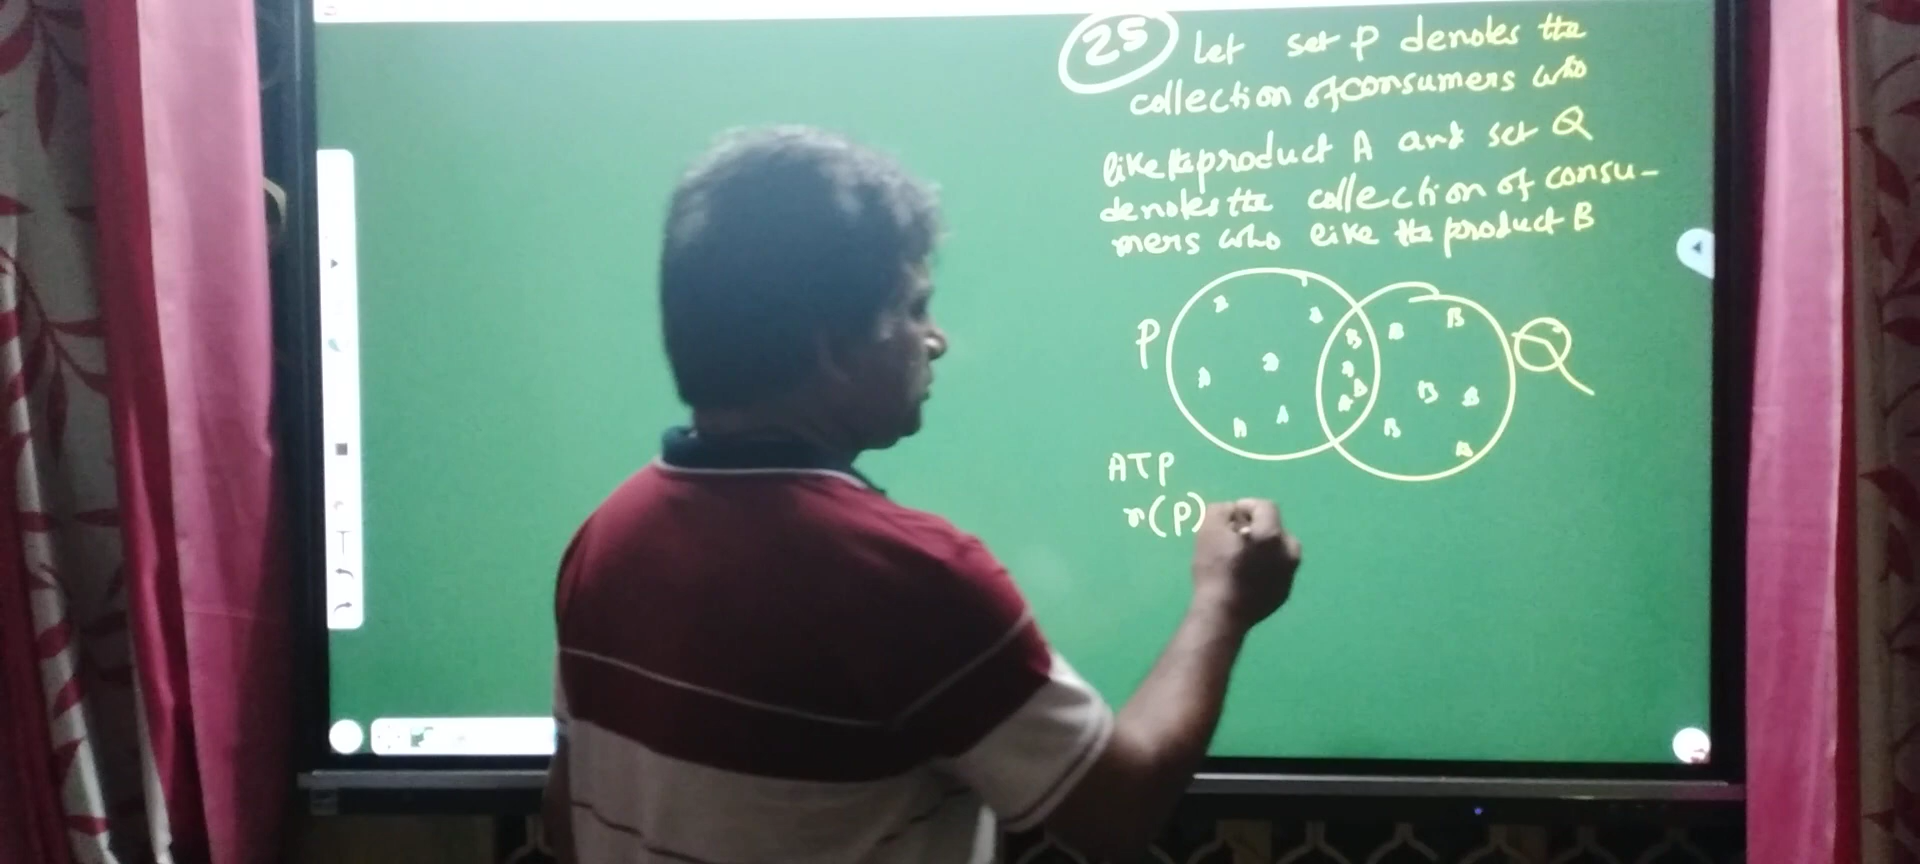 25 Let set P denotes the
collection of consumers who
like the product A and set Q
denotes the collection of consu-
mers who like the product B
P
Q
ATP
n(P)